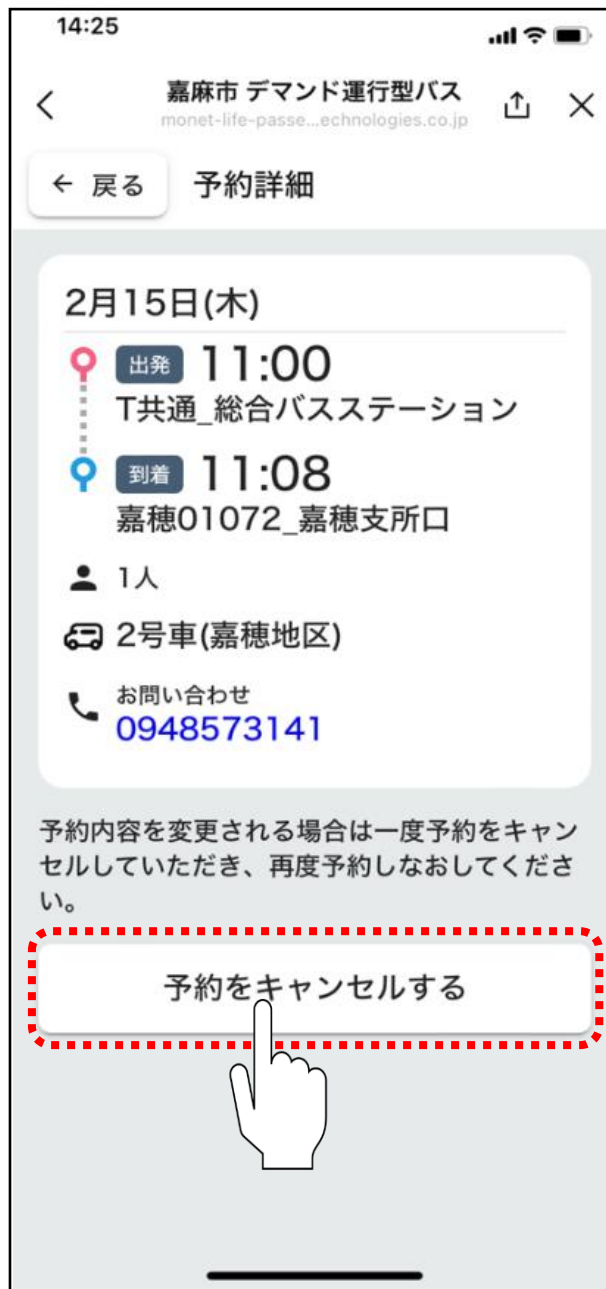 14:25
嘉麻市 デマンド運行型バス
monet-life-passe...echnologies.co.jp
← 戻る 予約詳細
2月15日(木)
出発 11:00
T共通_総合バスステーション
到着 11:08
嘉穂01072_嘉穂支所口
1人
2号車(嘉穂地区)
お問い合わせ
0948573141
予約内容を変更される場合は一度予約をキャン
セルしていただき、再度予約しなおしてくださ
い。
予約をキャンセルする